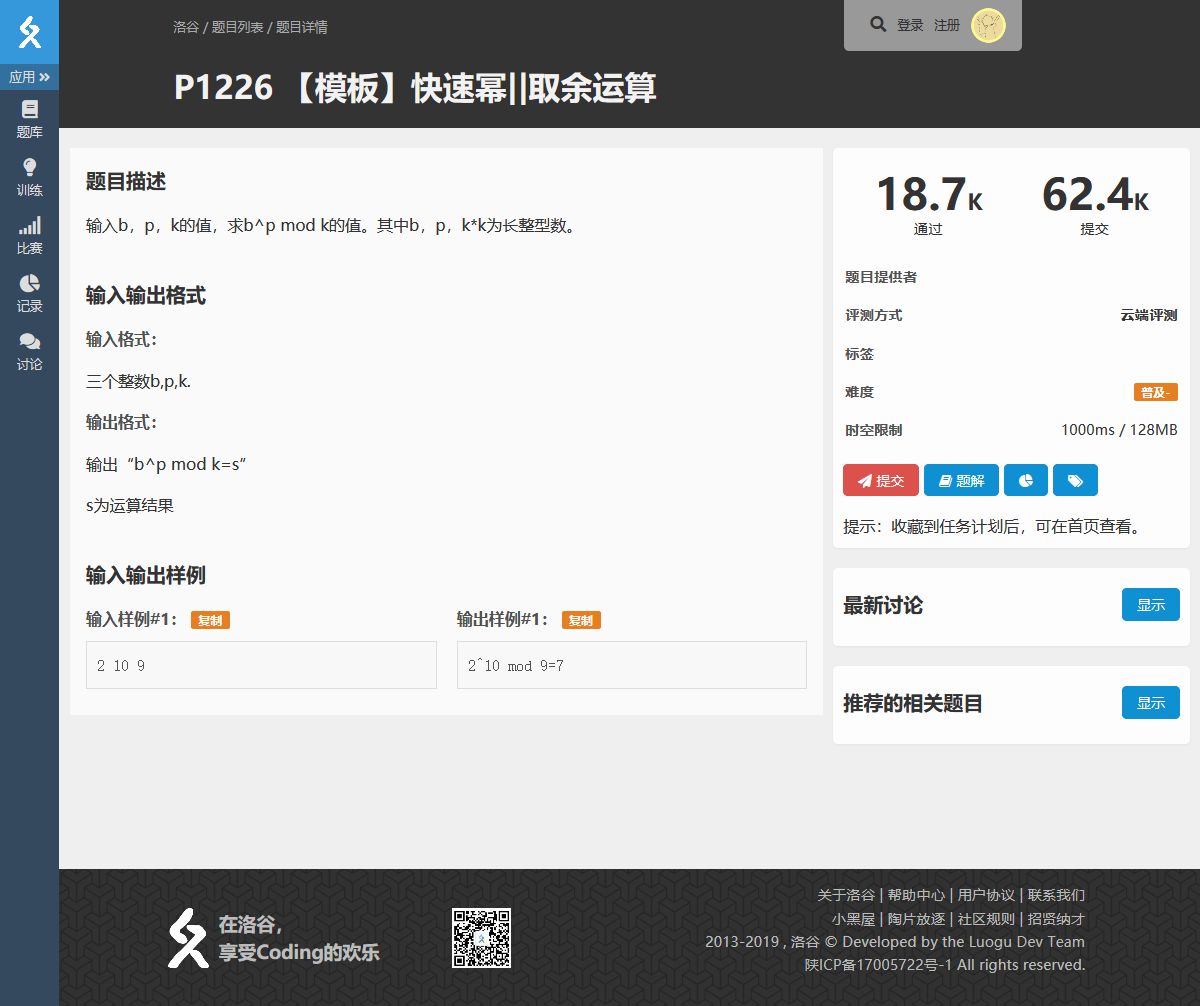 洛谷 / 题目列表 / 题目详情
登录 注册
P1226 【模板】快速幂||取余运算
应用
题库
训练
比赛
记录
讨论
题目描述
输入b，p，k的值，求b^p mod k的值。其中b，p，k*k为长整型数。
输入输出格式
输入格式：
三个整数b,p,k.
输出格式：
输出“b^p mod k=s“
s为运算结果
输入输出样例
输入样例#1： 复制
2 10 9
输出样例#1： 复制
2^10 mod 9=7
18.7K
通过
62.4K
提交
题目提供者
评测方式 云端评测
标签
难度 普及-
时空限制 1000ms / 128MB
提交 题解
提示：收藏到任务计划后，可在首页查看。
最新讨论 显示
推荐的相关题目 显示
在洛谷，
享受Coding的欢乐
关于洛谷 | 帮助中心 | 用户协议 | 联系我们
小黑屋 | 陶片放逐 | 社区规则 | 招贤纳才
2013-2019 , 洛谷 © Developed by the Luogu Dev Team
陕ICP备17005722号-1 All rights reserved.